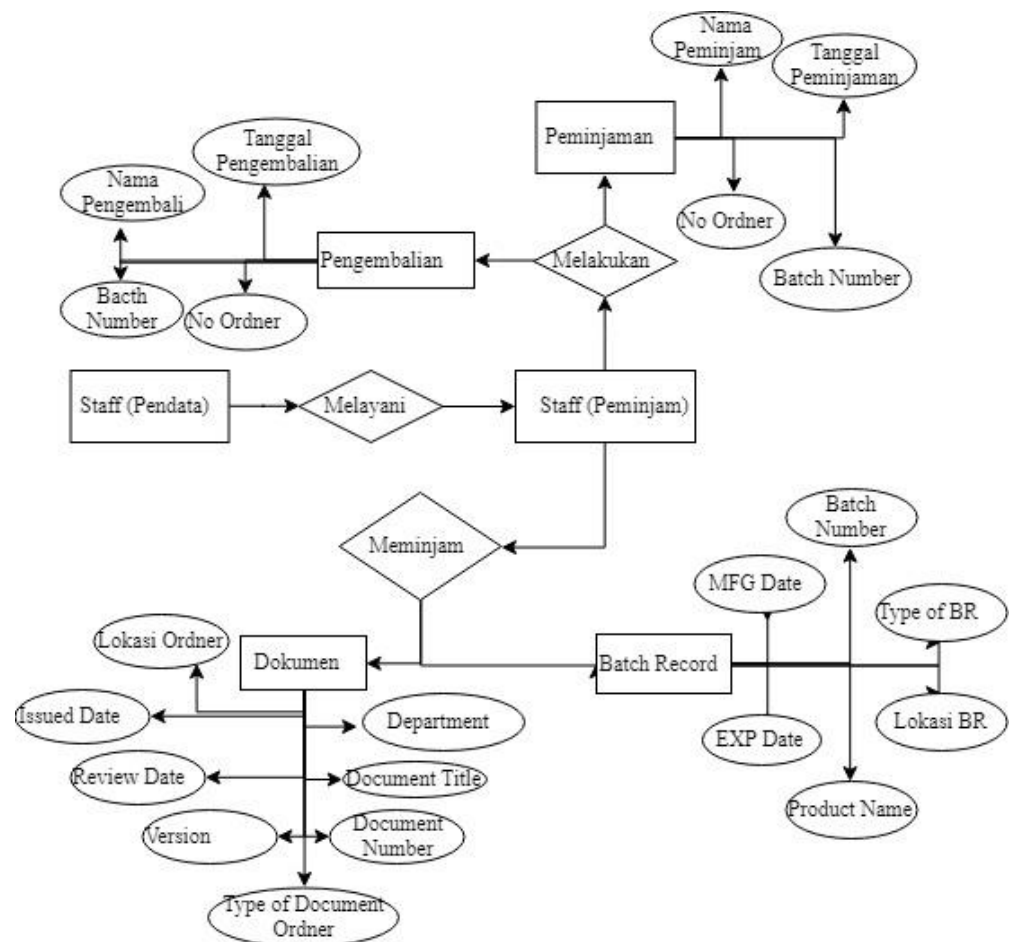 Nama
Peminjam
Tanggal
Peminjaman
Peminjaman
Tanggal
Pengembalian
Nama
Pengembali
No Ordner
Pengembalian
Melakukan
Batch Number
Bacth
Number
No Ordner
Staff (Pendata)
Melayani
Staff (Peminjam)
Batch
Number
Meminjam
MFG Date
Type of BR
Lokasi Ordner
Dokumen
Batch Record
Issued Date
Department
Lokasi BR
EXP Date
Review Date
Document Title
Product Name
Version
Document
Number
Type of Document
Ordner